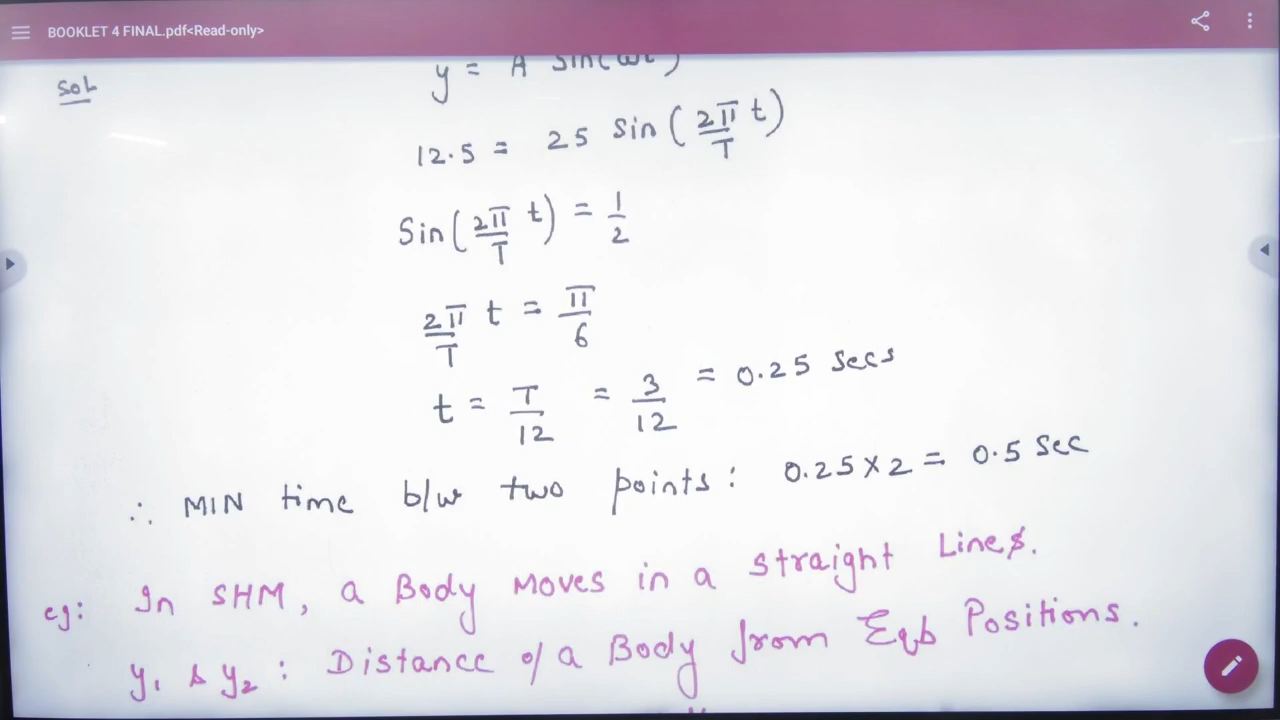 BOOKLET 4 FINAL.pdf<Read-only>
Sol y = A sin(ωt)
12.5 = 25 sin(2π/T t)
Sin(2π/T t) = 1/2
2π/T t = π/6
t = T/12 = 3/12 = 0.25 secs
∴ MIN time b/w two points: 0.25×2 = 0.5 sec
eg: In SHM, a Body moves in a straight Lines.
y₁ & y₂ : Distance of a Body from Eqb Positions.